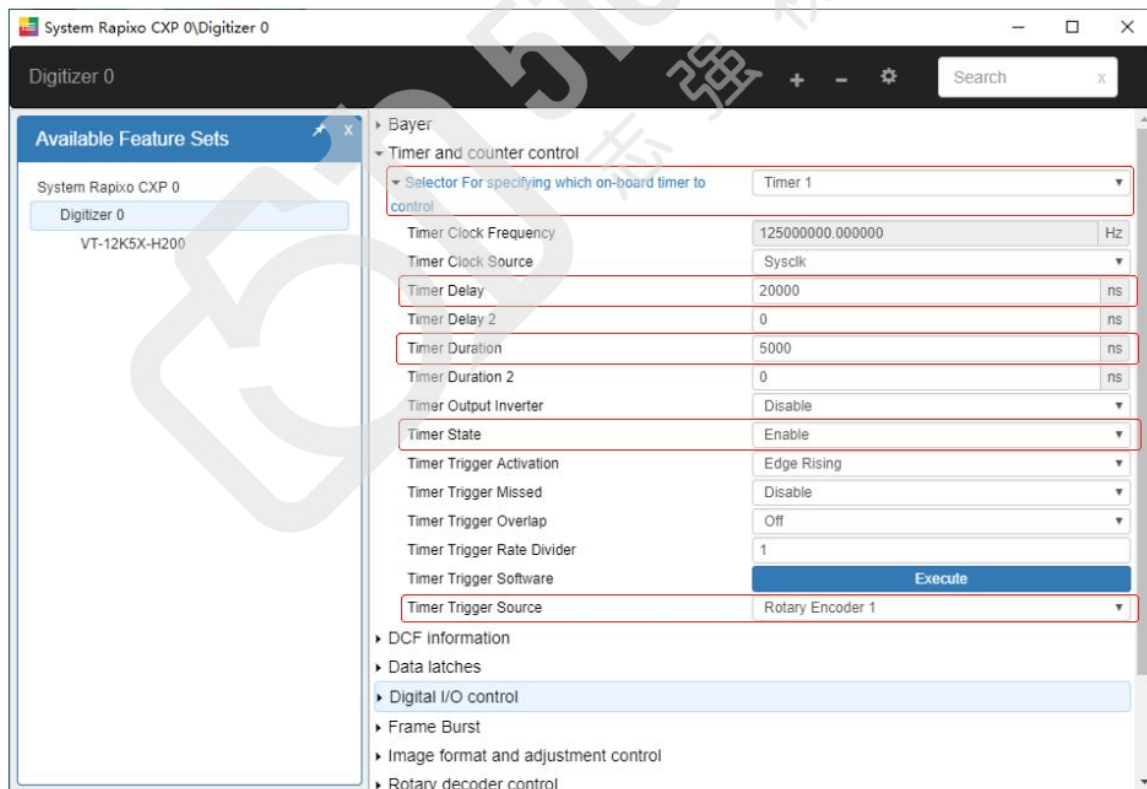 System Rapixo CXP 0\Digitizer 0
Digitizer 0
Search
x
Available Feature Sets
x
System Rapixo CXP 0
Digitizer 0
VT-12K5X-H200
Bayer
Timer and counter control
Selector For specifying which on-board timer to control
Timer 1
Timer Clock Frequency
125000000.000000
Hz
Timer Clock Source
Sysclk
Timer Delay
20000
ns
Timer Delay 2
0
ns
Timer Duration
5000
ns
Timer Duration 2
0
ns
Timer Output Inverter
Disable
Timer State
Enable
Timer Trigger Activation
Edge Rising
Timer Trigger Missed
Disable
Timer Trigger Overlap
Off
Timer Trigger Rate Divider
1
Timer Trigger Software
Execute
Timer Trigger Source
Rotary Encoder 1
DCF information
Data latches
Digital I/O control
Frame Burst
Image format and adjustment control
Rotary decoder control
志强